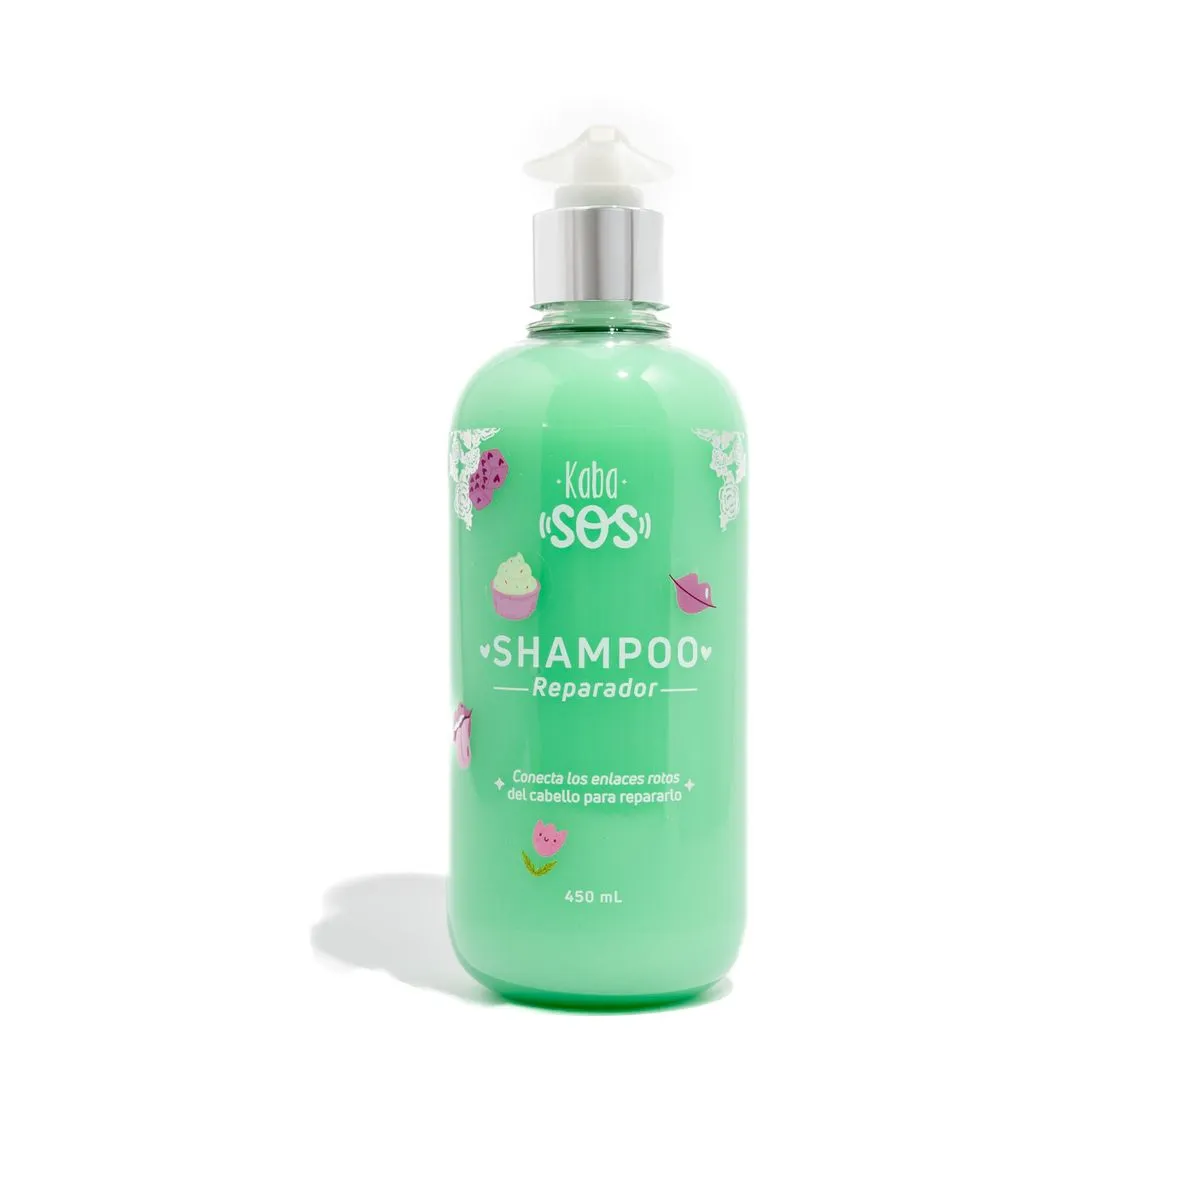 Kaba
SOS
SHAMPOO
Reparador
Conecta los enlaces rotos
del cabello para repararlo
450 mL